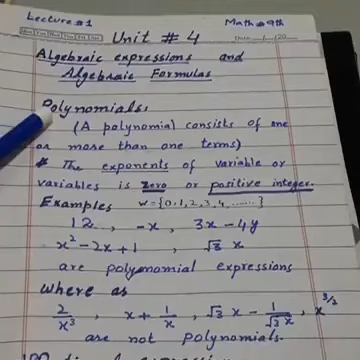 Lecture #1 Math 9th
Unit # 4
Algebraic expressions and
Algebraic Formulas
Polynomials:
(A polynomial consists of one
or more than one terms)
# The exponents of variable or
variables is zero or positive integer.
Examples W={0,1,2,3,4,......}
12, -x, 3x-4y
x²-2x+1, √3 x
are polynomial expressions
where as
2/x³, x+1/x, √3 x - 1/(√3 x), x^3/2
are not polynomials.